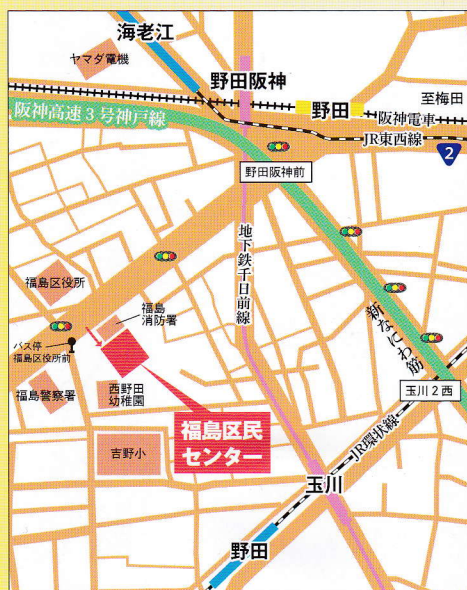 海老江
ヤマダ電機
野田阪神
野田
至梅田
阪神電車
阪神高速3号神戸線
JR東西線
2
野田阪神前
地下鉄千日前線
福島区役所
福島
消防署
バス停
福島区役所前
新なにわ筋
福島警察署
西野田
幼稚園
玉川2西
福島区民
センター
吉野小
JR環状線
玉川
野田